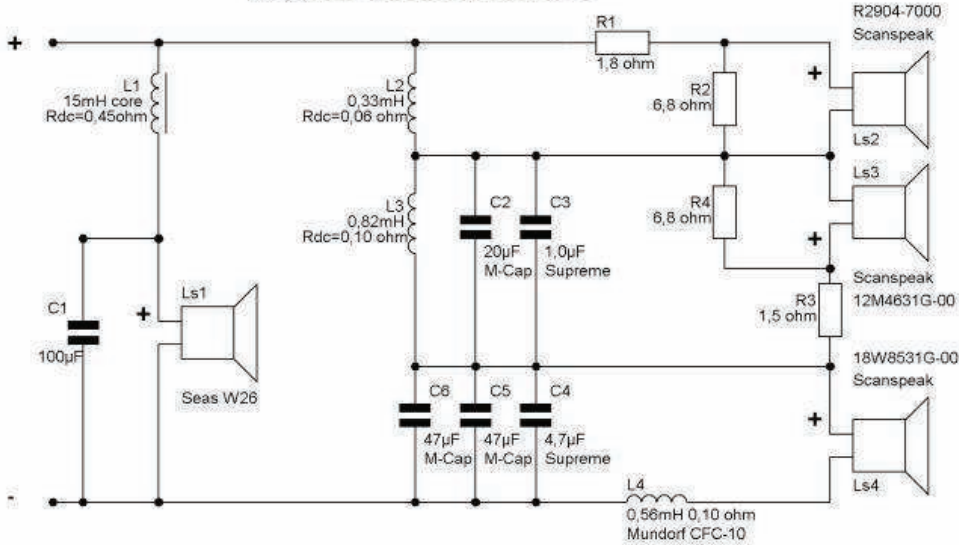 R2904-7000
Scanspeak
+
R1
1,8 ohm
L1
15mH core
Rdc=0,45ohm
L2
0,33mH
Rdc=0,06 ohm
R2
6,8 ohm
+
Ls2
Ls3
L3
0,82mH
Rdc=0,10 ohm
C2
20µF
M-Cap
C3
1,0µF
Supreme
R4
6,8 ohm
+
Scanspeak
12M4631G-00
R3
1,5 ohm
C1
100µF
Ls1
+
Seas W26
18W8531G-00
Scanspeak
C6
47µF
M-Cap
C5
47µF
M-Cap
C4
4,7µF
Supreme
+
Ls4
-
L4
0,56mH 0,10 ohm
Mundorf CFC-10